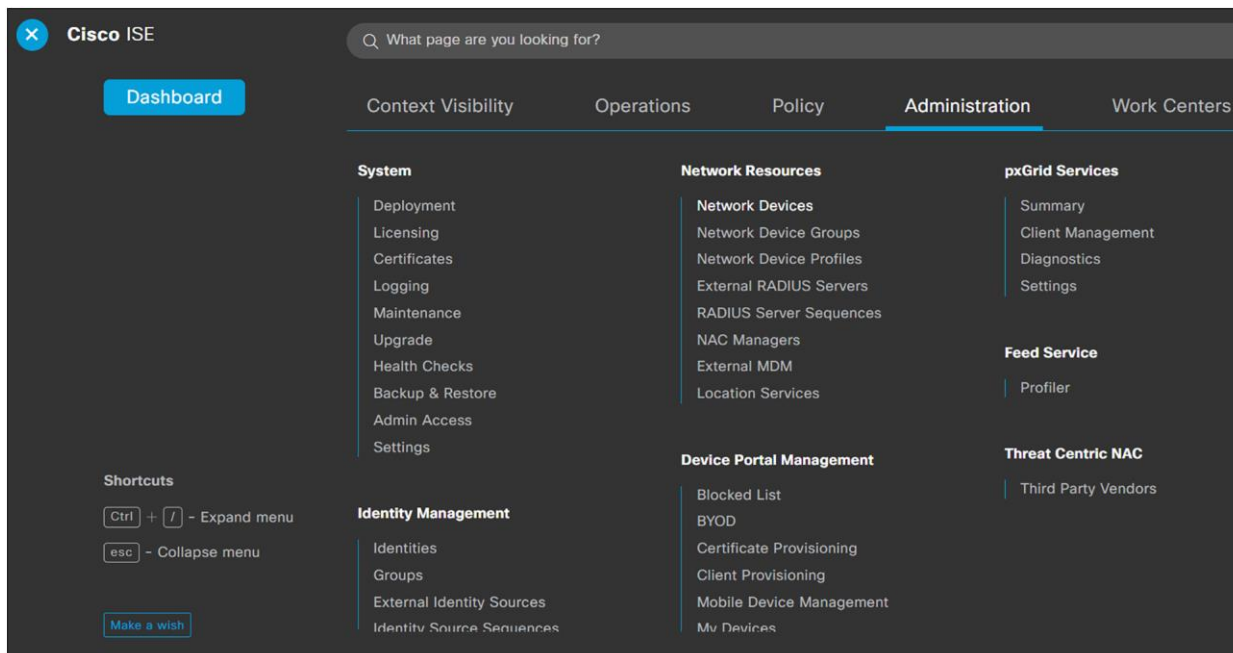 Cisco ISE
What page are you looking for?
Dashboard
Context Visibility
Operations
Policy
Administration
Work Centers
System
Deployment
Licensing
Certificates
Logging
Maintenance
Upgrade
Health Checks
Backup & Restore
Admin Access
Settings
Identity Management
Identities
Groups
External Identity Sources
Identity Source Sequences
Network Resources
Network Devices
Network Device Groups
Network Device Profiles
External RADIUS Servers
RADIUS Server Sequences
NAC Managers
External MDM
Location Services
Device Portal Management
Blocked List
BYOD
Certificate Provisioning
Client Provisioning
Mobile Device Management
My Devices
pxGrid Services
Summary
Client Management
Diagnostics
Settings
Feed Service
Profiler
Threat Centric NAC
Third Party Vendors
Shortcuts
Ctrl + / - Expand menu
esc - Collapse menu
Make a wish